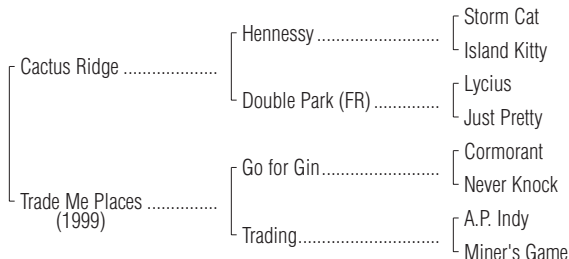 Storm Cat
Hennessy ..............................
Island Kitty
Cactus Ridge ....................
Lycius
Double Park (FR) ..............
Just Pretty
Cormorant
Go for Gin .........................
Never Knock
Trade Me Places ...............
(1999)
A.P. Indy
Trading ..............................
Miner's Game